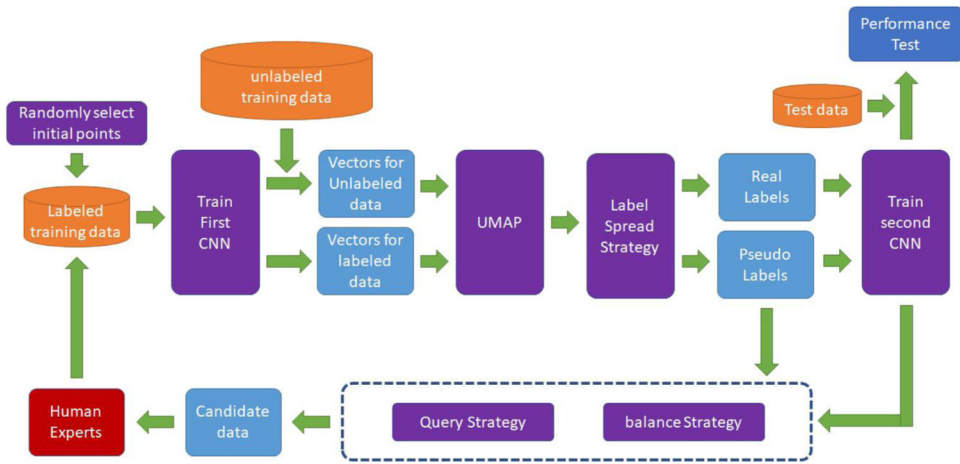 Performance
Test
unlabeled
training data
Test data
Randomly select
initial points
Labeled
training data
Train
First
CNN
Vectors for
Unlabeled
data
Vectors for
labeled
data
UMAP
Label
Spread
Strategy
Real
Labels
Pseudo
Labels
Train
second
CNN
Human
Experts
Candidate
data
Query Strategy
balance Strategy